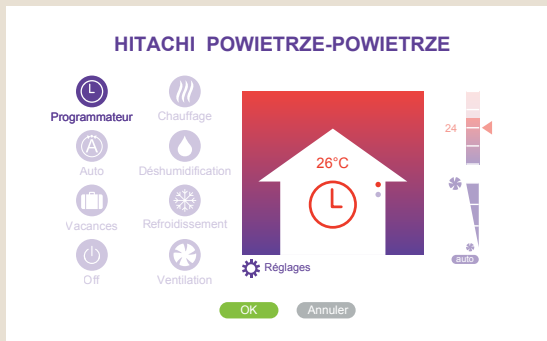 HITACHI POWIETRZE-POWIETRZE
Programmateur
Chauffage
Auto
Déshumidification
Vacances
Refroidissement
Off
Ventilation
26°C
Réglages
24
auto
OK
Annuler